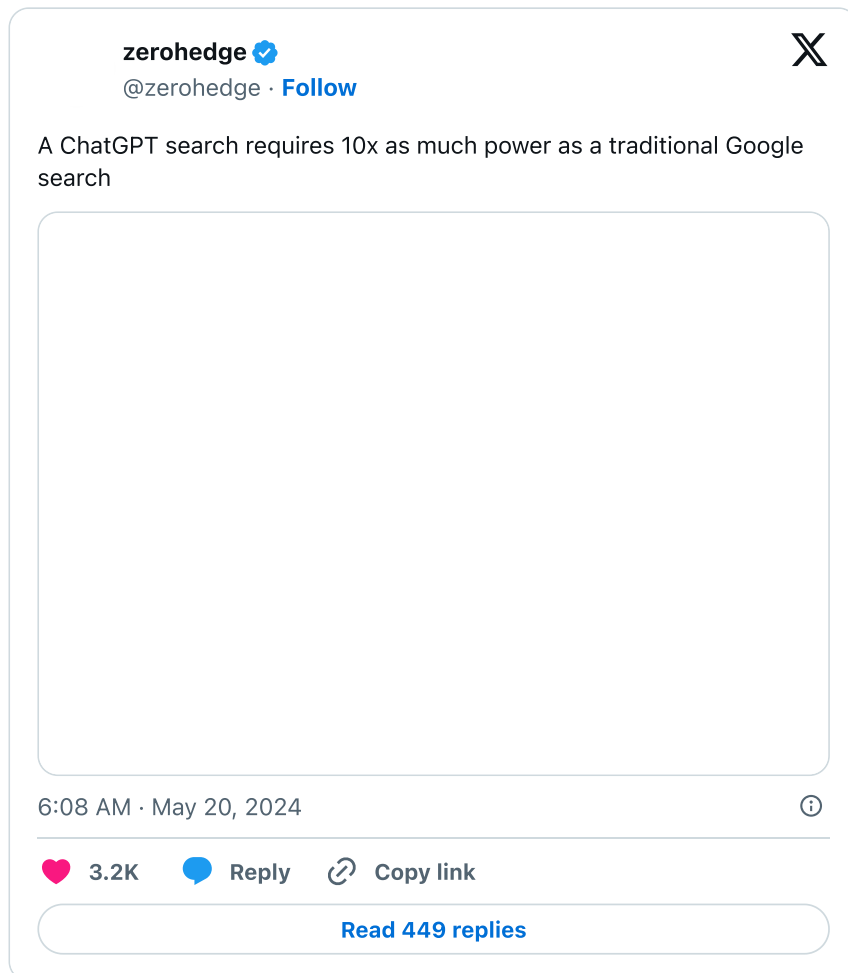 zerohedge
@zerohedge · Follow
A ChatGPT search requires 10x as much power as a traditional Google
search
6:08 AM · May 20, 2024
3.2K Reply Copy link
Read 449 replies